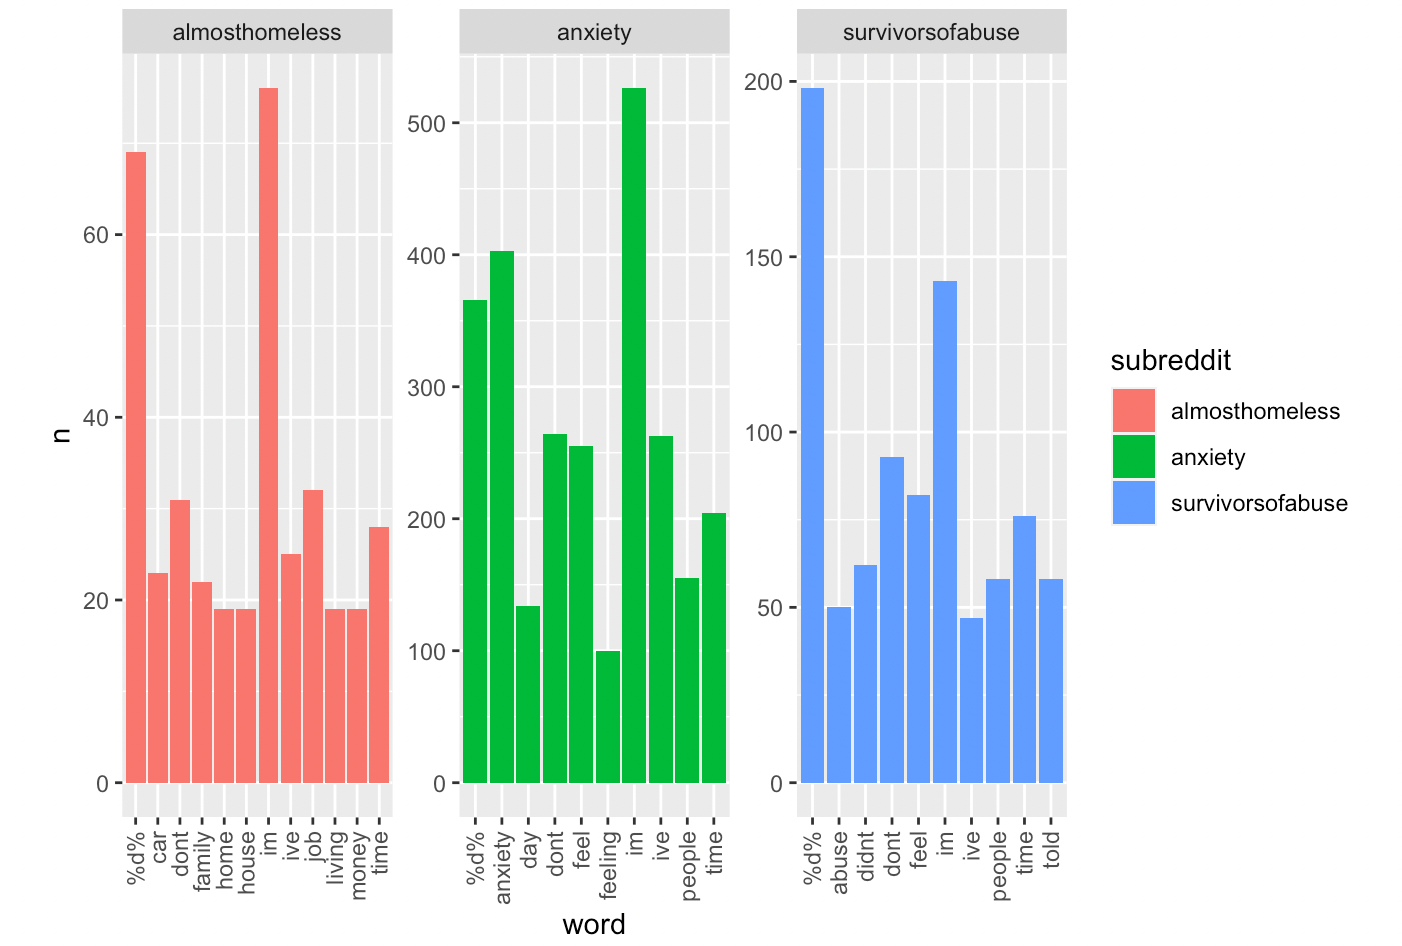 almosthomeless
anxiety
survivorsofabuse
n
60
40
20
0
500
400
300
200
100
0
200
150
100
50
0
%d%
car
dont
family
home
house
im
ive
job
living
money
time
%d%
anxiety
day
dont
feel
feeling
im
ive
people
time
%d%
abuse
didnt
dont
feel
im
ive
people
time
told
word
subreddit
almosthomeless
anxiety
survivorsofabuse